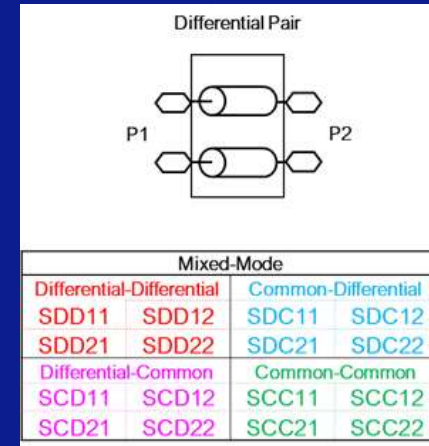 Differential Pair
P1
P2
Mixed-Mode
Differential-Differential Common-Differential
SDD11 SDD12 SDC11 SDC12
SDD21 SDD22 SDC21 SDC22
Differential-Common Common-Common
SCD11 SCD12 SCC11 SCC12
SCD21 SCD22 SCC21 SCC22